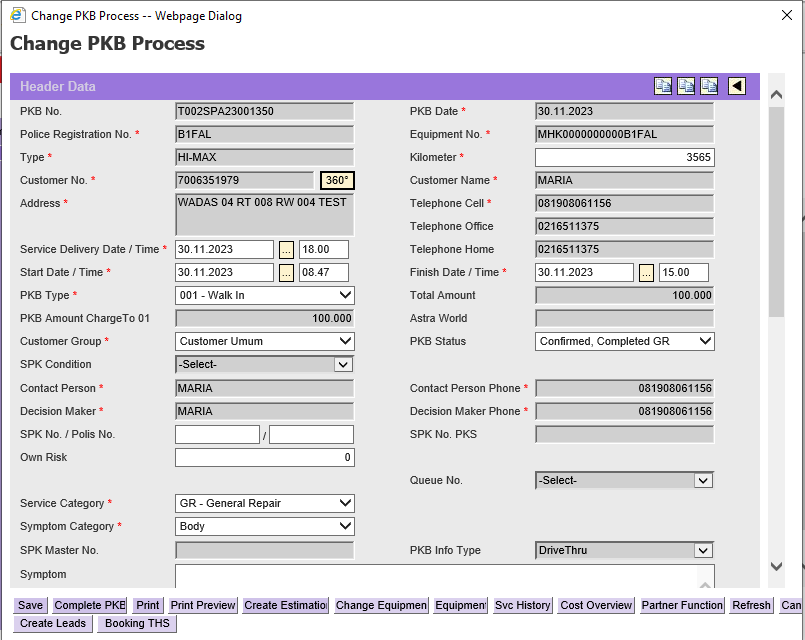 Change PKB Process -- Webpage Dialog
Change PKB Process
Header Data
PKB No. T002SPA23001350 PKB Date * 30.11.2023
Police Registration No. * B1FAL Equipment No. * MHK0000000000B1FAL
Type * HI-MAX Kilometer * 3565
Customer No. * 7006351979 360° Customer Name * MARIA
Address * WADAS 04 RT 008 RW 004 TEST Telephone Cell * 081908061156
Telephone Office 0216511375
Service Delivery Date / Time * 30.11.2023 ... 18.00 Telephone Home 0216511375
Start Date / Time * 30.11.2023 ... 08.47 Finish Date / Time * 30.11.2023 ... 15.00
PKB Type * 001 - Walk In Total Amount 100.000
PKB Amount ChargeTo 01 100.000 Astra World
Customer Group * Customer Umum PKB Status Confirmed, Completed GR
SPK Condition -Select-
Contact Person * MARIA Contact Person Phone * 081908061156
Decision Maker * MARIA Decision Maker Phone * 081908061156
SPK No. / Polis No. / SPK No. PKS
Own Risk 0
Queue No. -Select-
Service Category * GR - General Repair
Symptom Category * Body
SPK Master No. PKB Info Type DriveThru
Symptom
Save Complete PKB Print Print Preview Create Estimation Change Equipmen Equipment Svc History Cost Overview Partner Function Refresh Can
Create Leads Booking THS